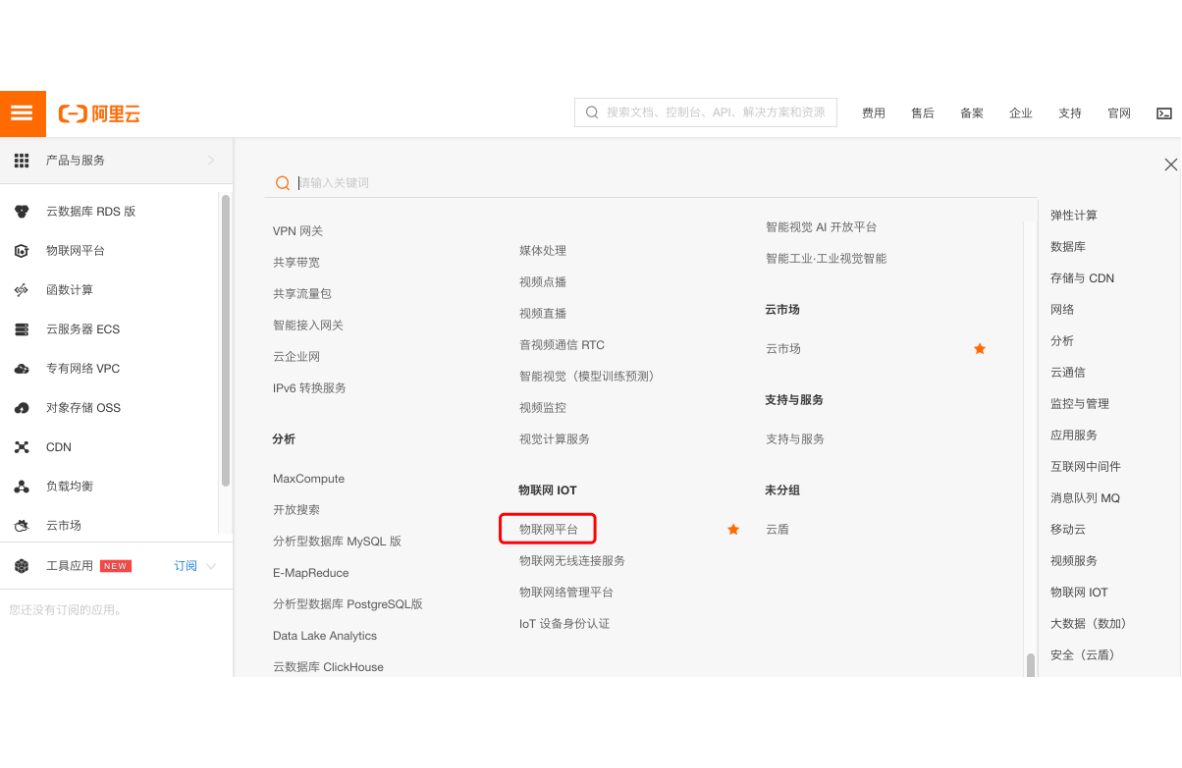 阿里云
搜索文档、控制台、API、解决方案和资源
费用
售后
备案
企业
支持
官网
产品与服务
云数据库 RDS 版
物联网平台
函数计算
云服务器 ECS
专有网络 VPC
对象存储 OSS
CDN
负载均衡
云市场
工具应用 NEW 订阅
您还没有订阅的应用。
请输入关键词
VPN 网关
共享带宽
共享流量包
智能接入网关
云企业网
IPv6 转换服务
分析
MaxCompute
开放搜索
分析型数据库 MySQL 版
E-MapReduce
分析型数据库 PostgreSQL版
Data Lake Analytics
云数据库 ClickHouse
媒体处理
视频点播
视频直播
音视频通信 RTC
智能视觉（模型训练预测）
视频监控
视觉计算服务
物联网 IOT
物联网平台
物联网无线连接服务
物联网络管理平台
IoT 设备身份认证
智能视觉 AI 开放平台
智能工业·工业视觉智能
云市场
云市场
支持与服务
支持与服务
未分组
云盾
弹性计算
数据库
存储与 CDN
网络
分析
云通信
监控与管理
应用服务
互联网中间件
消息队列 MQ
移动云
视频服务
物联网 IOT
大数据（数加）
安全（云盾）